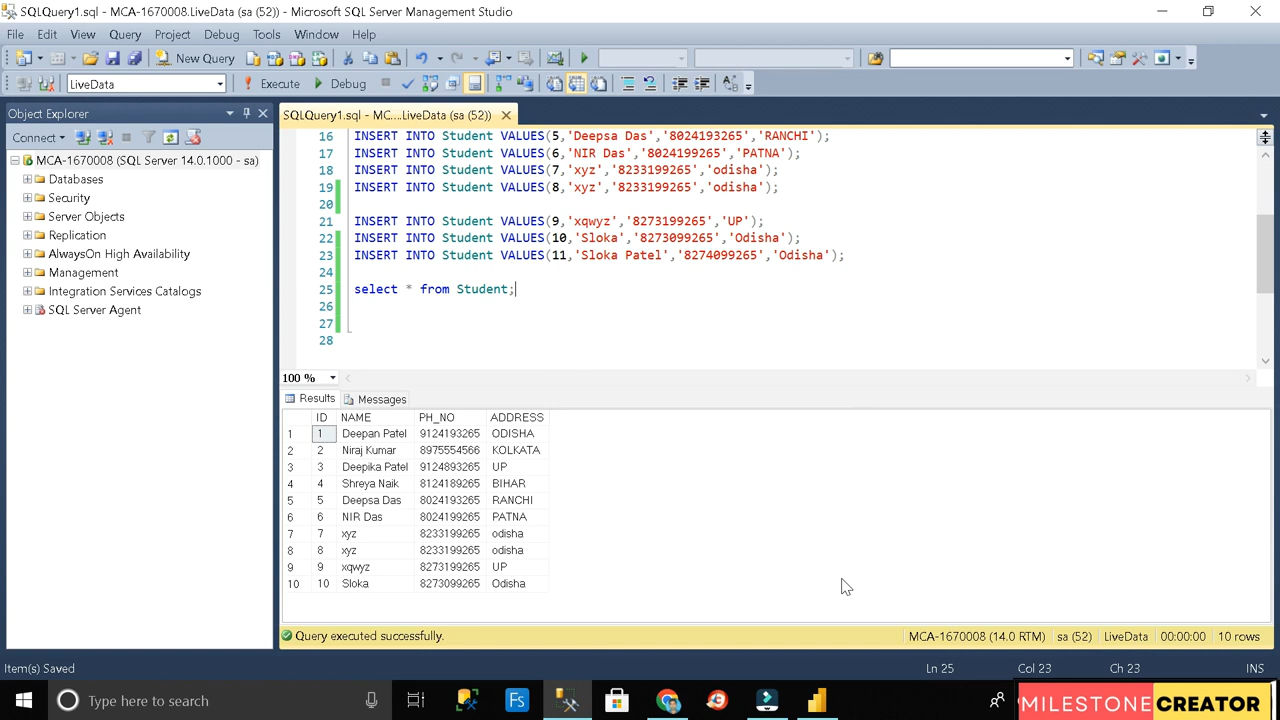 SQLQuery1.sql - MCA-1670008.LiveData (sa (52)) - Microsoft SQL Server Management Studio
File Edit View Query Project Debug Tools Window Help
New Query
LiveData Execute Debug
Object Explorer
SQLQuery1.sql - MC....LiveData (sa (52))
Connect
MCA-1670008 (SQL Server 14.0.1000 - sa)
Databases
Security
Server Objects
Replication
AlwaysOn High Availability
Management
Integration Services Catalogs
SQL Server Agent
16 INSERT INTO Student VALUES(5,'Deepsa Das','8024193265','RANCHI');
17 INSERT INTO Student VALUES(6,'NIR Das','8024199265','PATNA');
18 INSERT INTO Student VALUES(7,'xyz','8233199265','odisha');
19 INSERT INTO Student VALUES(8,'xyz','8233199265','odisha');
20
21 INSERT INTO Student VALUES(9,'xqwyz','8273199265','UP');
22 INSERT INTO Student VALUES(10,'Sloka','8273099265','Odisha');
23 INSERT INTO Student VALUES(11,'Sloka Patel','8274099265','Odisha');
24
25 select * from Student;
26
27
28
100 %
Results Messages
ID NAME PH_NO ADDRESS
1 1 Deepan Patel 9124193265 ODISHA
2 2 Niraj Kumar 8975554566 KOLKATA
3 3 Deepika Patel 9124893265 UP
4 4 Shreya Naik 8124189265 BIHAR
5 5 Deepsa Das 8024193265 RANCHI
6 6 NIR Das 8024199265 PATNA
7 7 xyz 8233199265 odisha
8 8 xyz 8233199265 odisha
9 9 xqwyz 8273199265 UP
10 10 Sloka 8273099265 Odisha
Query executed successfully. MCA-1670008 (14.0 RTM) sa (52) LiveData 00:00:00 10 rows
Item(s) Saved Ln 25 Col 23 Ch 23 INS
Type here to search Fs MILESTONECREATOR